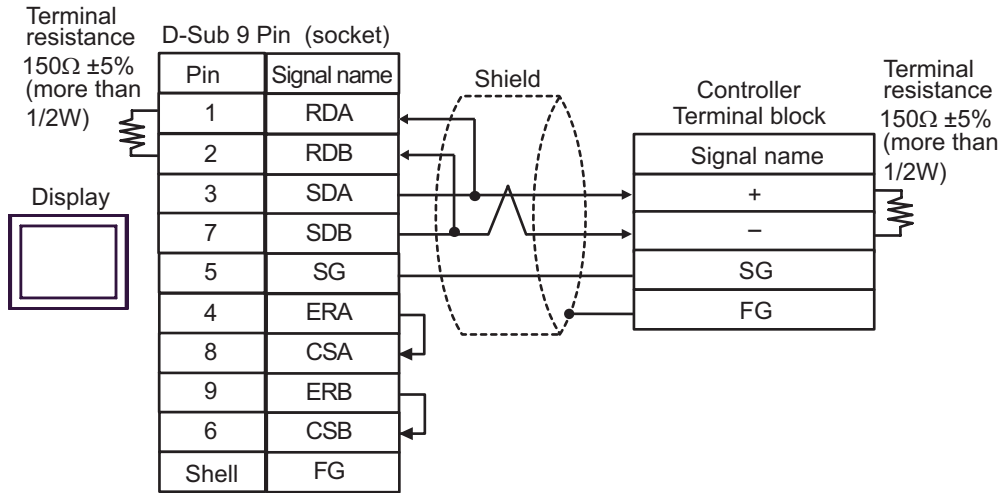 Terminal
resistance
150Ω ±5%
(more than
1/2W)
D-Sub 9 Pin (socket)
Pin Signal name
1 RDA
2 RDB
3 SDA
7 SDB
5 SG
4 ERA
8 CSA
9 ERB
6 CSB
Shell FG
Display
Shield
Controller
Terminal block
Signal name
+
–
SG
FG
Terminal
resistance
150Ω ±5%
(more than
1/2W)